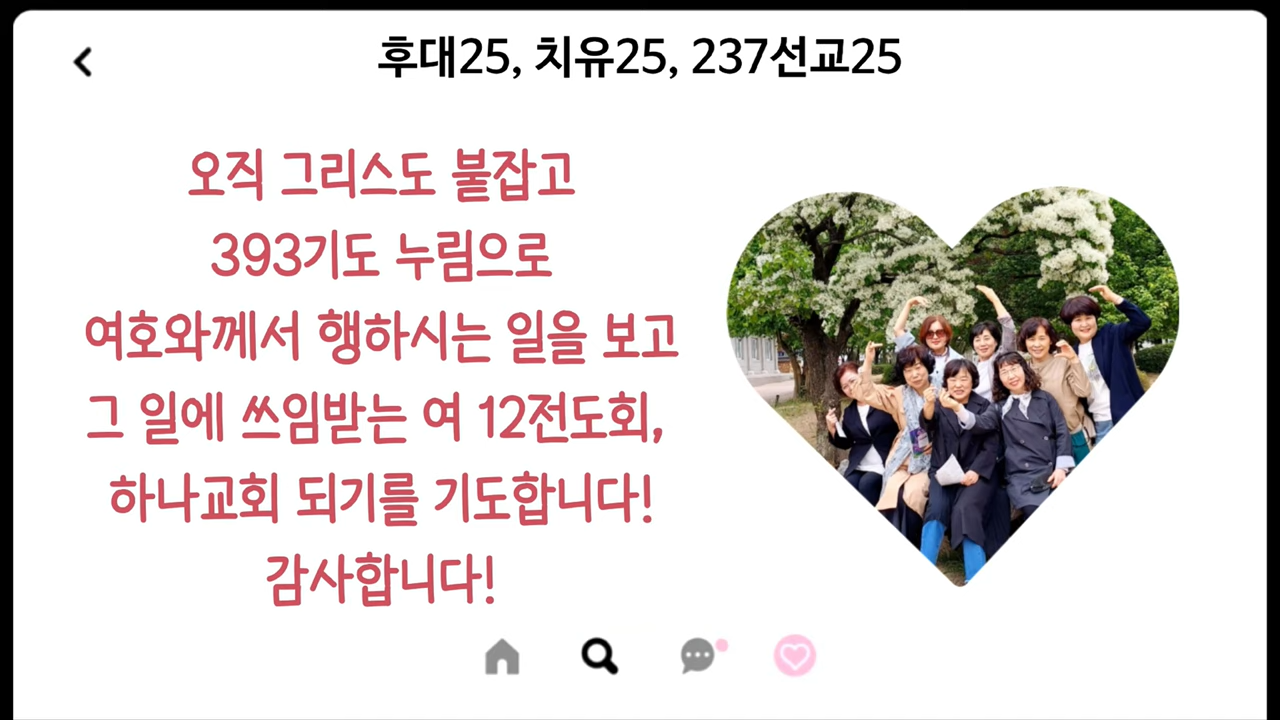 후대25, 치유25, 237선교25
오직 그리스도 붙잡고
393기도 누림으로
여호와께서 행하시는 일을 보고
그 일에 쓰임받는 여 12전도회,
하나교회 되기를 기도합니다!
감사합니다!